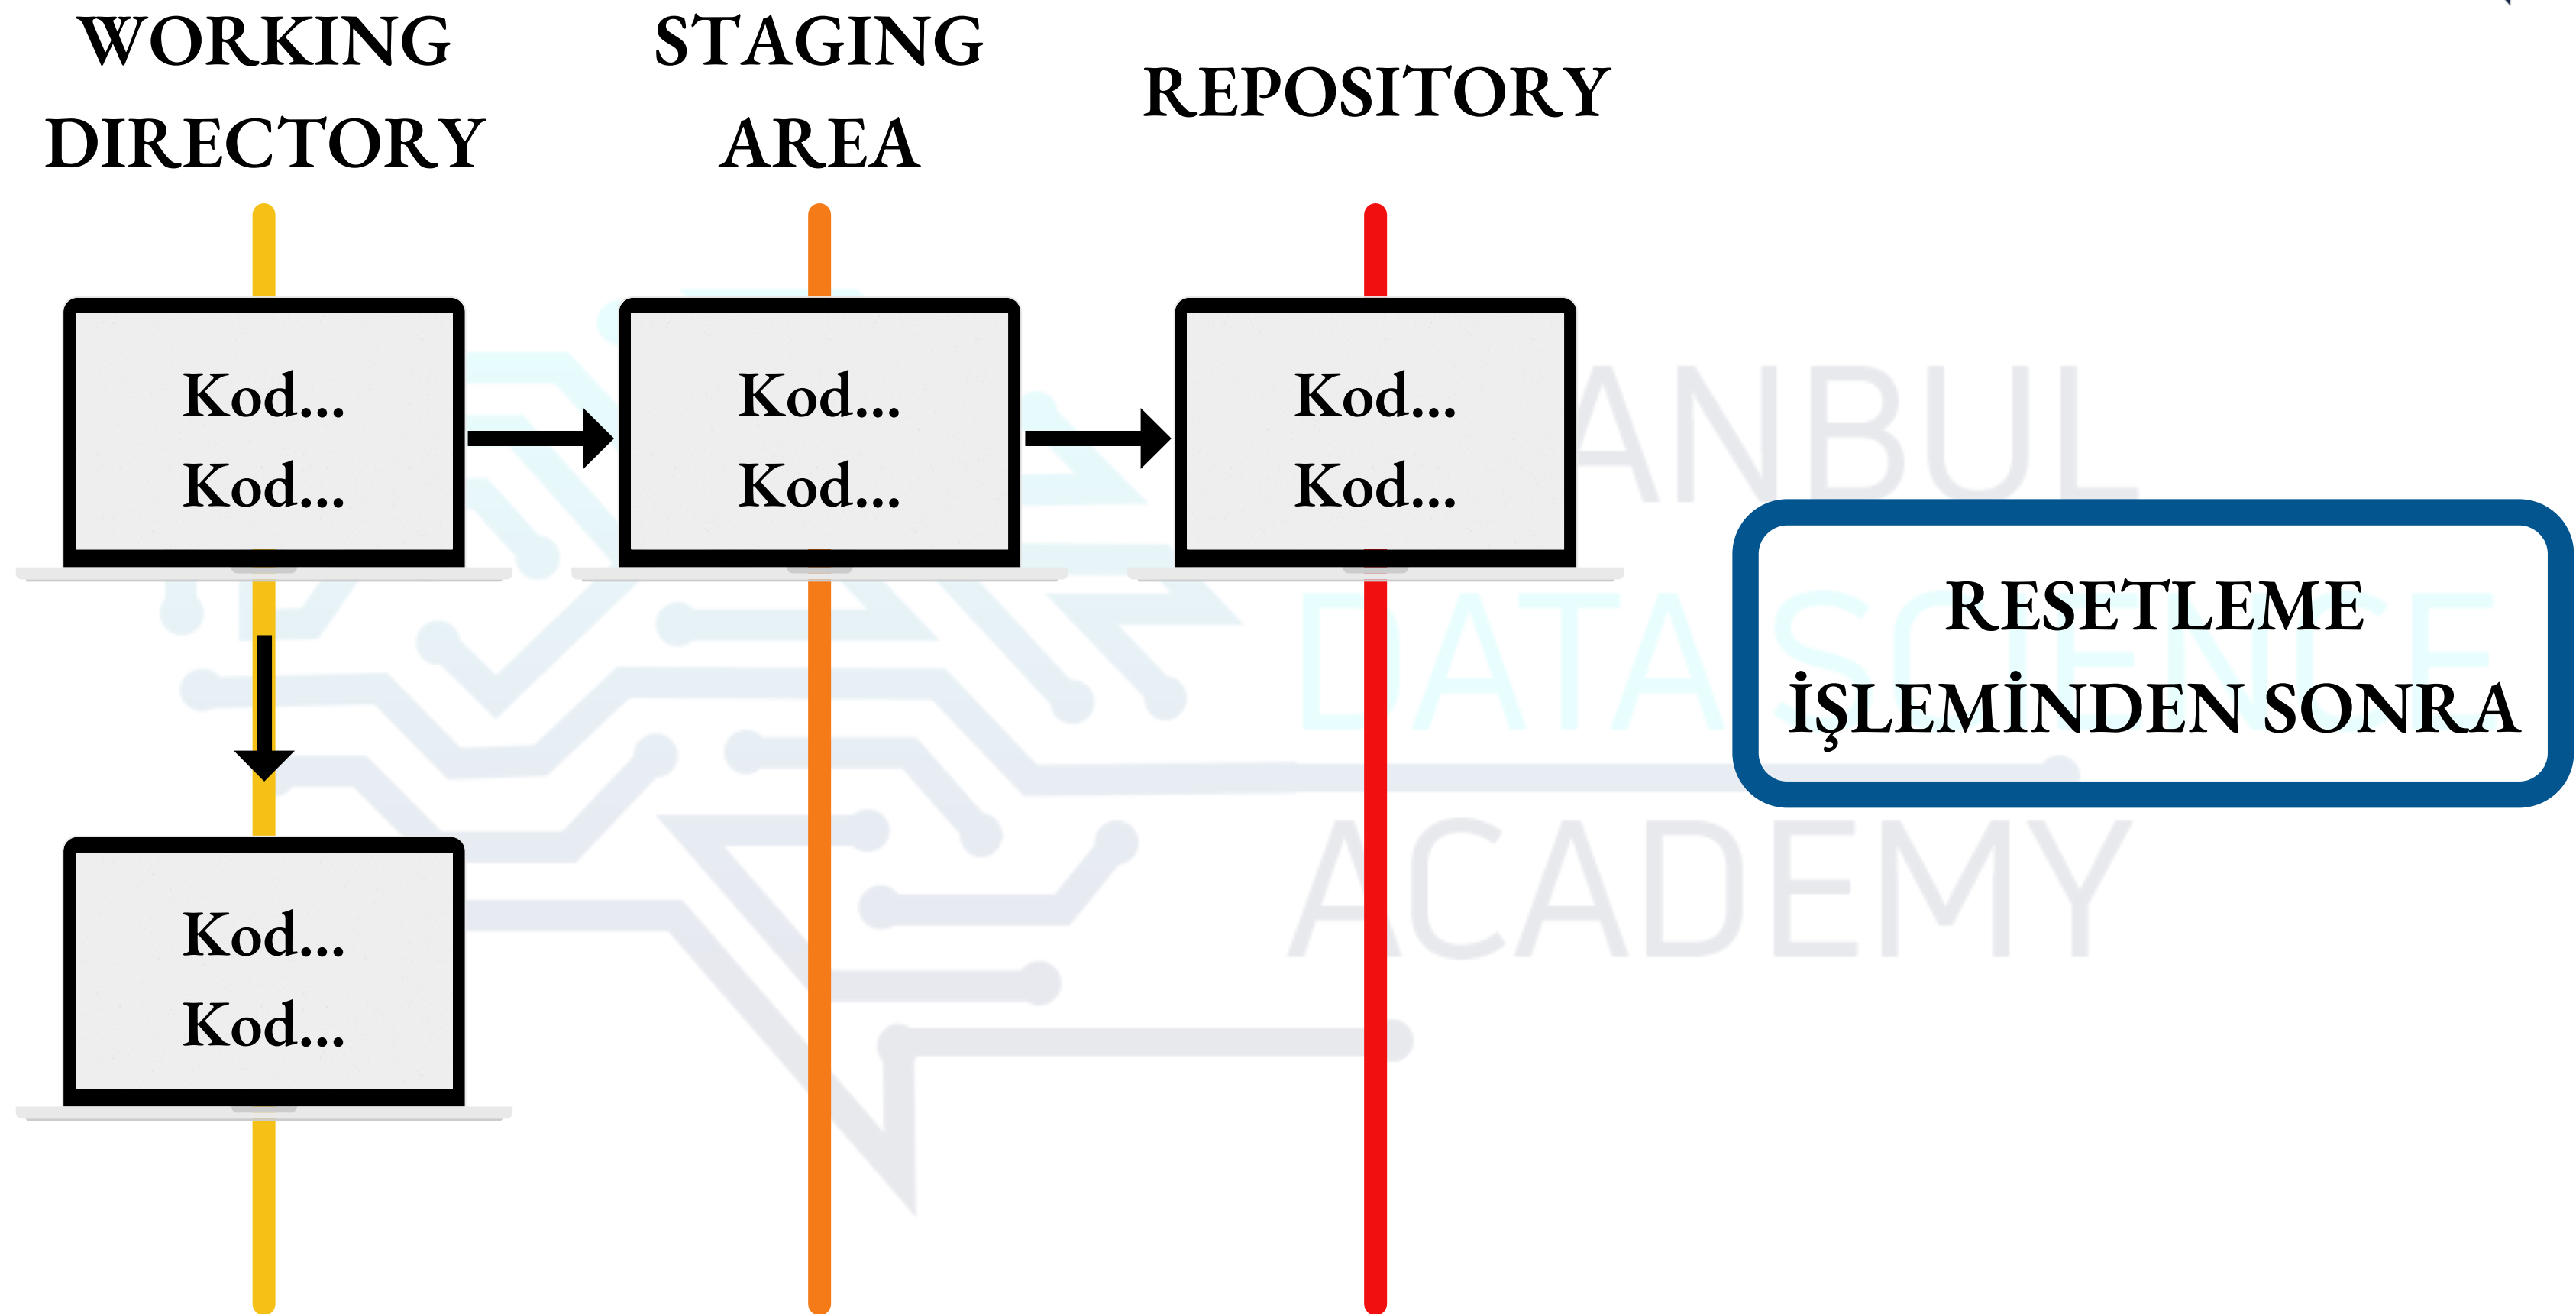 WORKING
DIRECTORY
STAGING
AREA
REPOSITORY
Kod...
Kod...
Kod...
Kod...
Kod...
Kod...
ANBUL
DATA SCIENCE
ACADEMY
RESETLEME
İŞLEMİNDEN SONRA
Kod...
Kod...